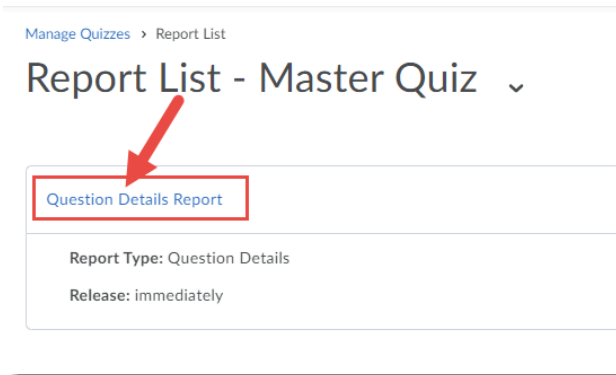 Manage Quizzes › Report List
Report List - Master Quiz
Question Details Report
Report Type: Question Details
Release: immediately